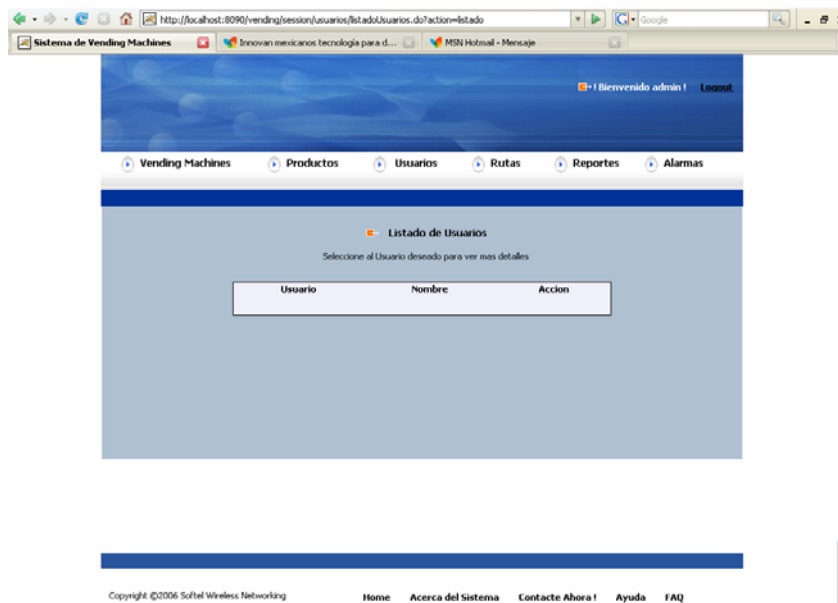 http://localhost:8090/vending/session/usuarios/listadoUsuarios.do?action=listado
G Google
Sistema de Vending Machines
Innovan mexicanos tecnología para d...
MSN Hotmail - Mensaje
! Bienvenido admin !
Logout
Vending Machines
Productos
Usuarios
Rutas
Reportes
Alarmas
Listado de Usuarios
Seleccione al Usuario deseado para ver mas detalles
Usuario Nombre Accion
Copyright ©2006 Softel Wireless Networking
Home
Acerca del Sistema
Contacte Ahora !
Ayuda
FAQ